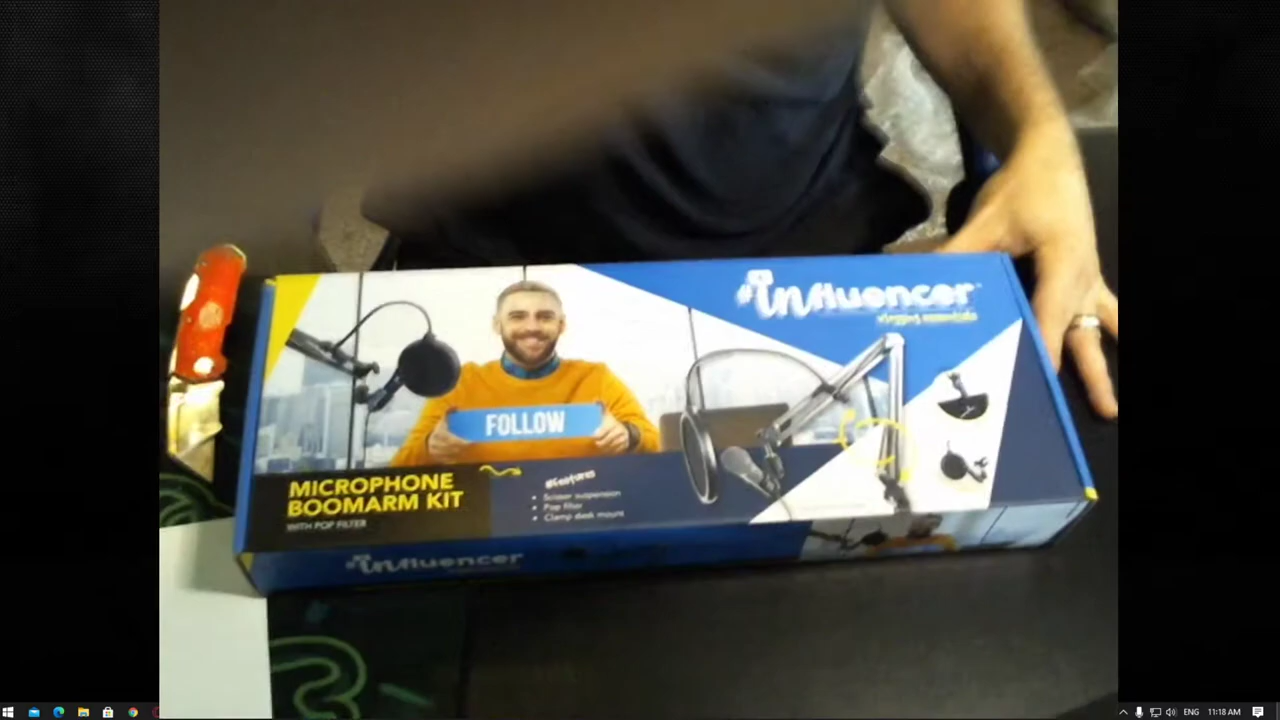 #influencer
vlogging essentials
FOLLOW
MICROPHONE
BOOMARM KIT
WITH POP FILTER
#features
• Scissor suspension
• Pop filter
• Clamp desk mount
#influencer
ENG
11:18 AM